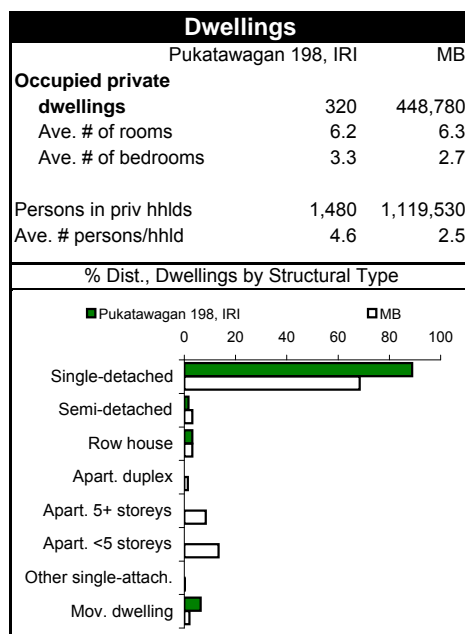 Dwellings
Pukatawagan 198, IRI MB
Occupied private
dwellings 320 448,780
Ave. # of rooms 6.2 6.3
Ave. # of bedrooms 3.3 2.7
Persons in priv hhlds 1,480 1,119,530
Ave. # persons/hhld 4.6 2.5
% Dist., Dwellings by Structural Type
Pukatawagan 198, IRI MB
0 20 40 60 80 100
Single-detached
Semi-detached
Row house
Apart. duplex
Apart. 5+ storeys
Apart. <5 storeys
Other single-attach.
Mov. dwelling